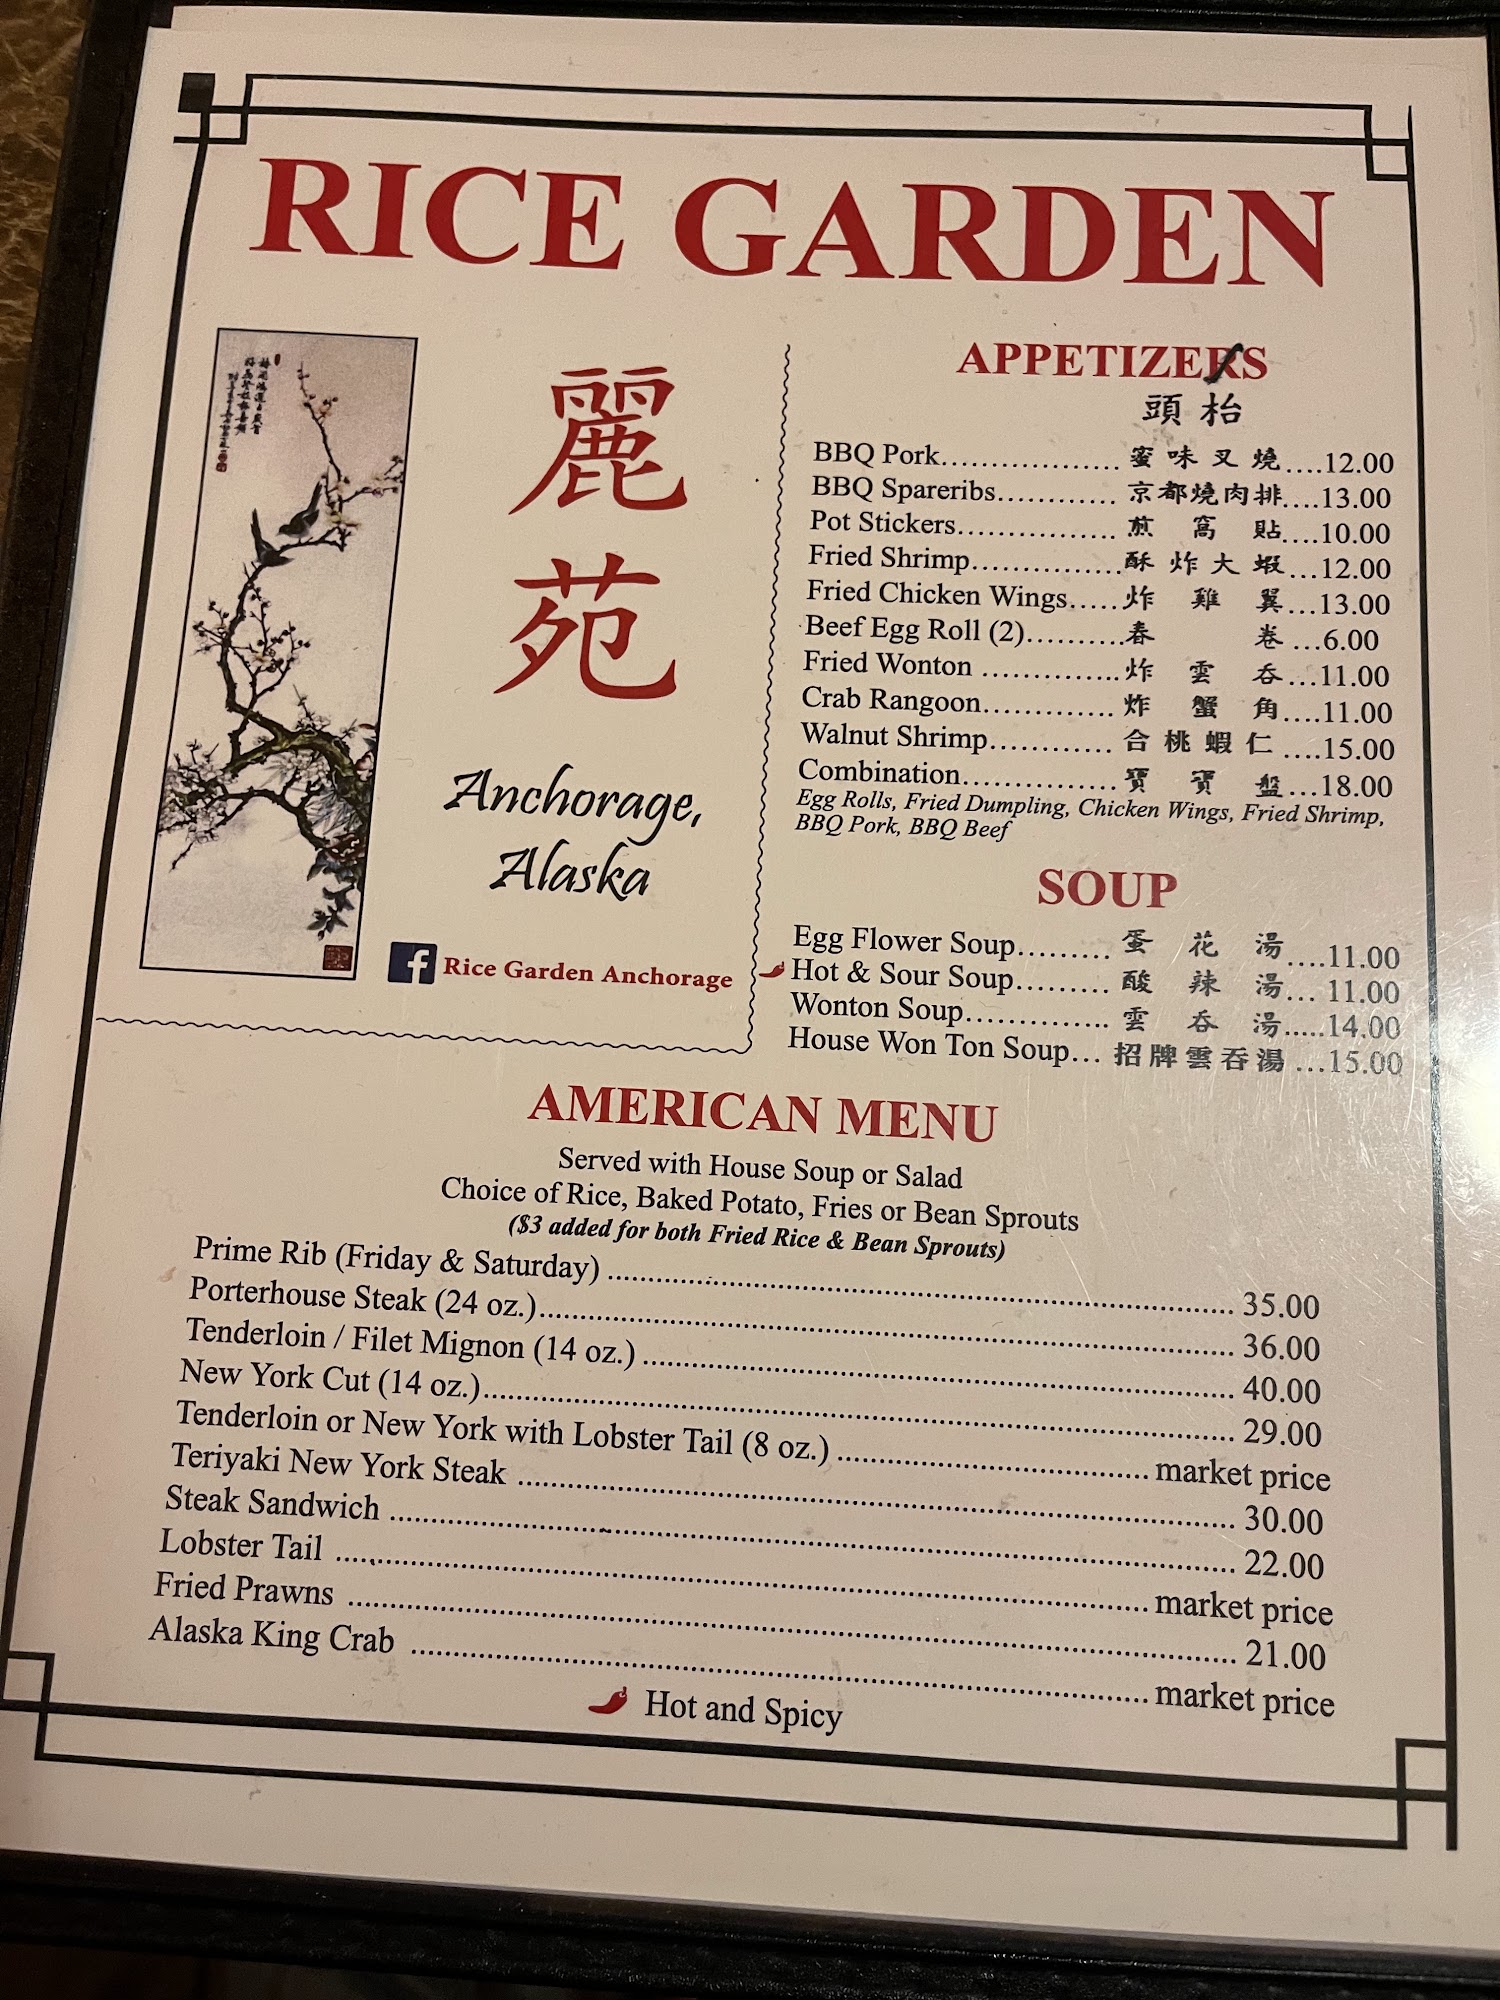 RICE GARDEN
麗
苑
Anchorage,
Alaska
f Rice Garden Anchorage
APPETIZERS
頭 枱
BBQ Pork..................... 蜜味叉燒....12.00
BBQ Spareribs............ 京都燒肉排....13.00
Pot Stickers................ 煎窩貼....10.00
Fried Shrimp...............酥炸大蝦...12.00
Fried Chicken Wings.....炸雞翼...13.00
Beef Egg Roll (2)..........春卷...6.00
Fried Wonton ..............炸雲吞...11.00
Crab Rangoon............. 炸蟹角....11.00
Walnut Shrimp............ 合桃蝦仁....15.00
Combination............... 寶寶盤...18.00
Egg Rolls, Fried Dumpling, Chicken Wings, Fried Shrimp,
BBQ Pork, BBQ Beef
SOUP
Egg Flower Soup......... 蛋花湯....11.00
Hot & Sour Soup......... 酸辣湯... 11.00
Wonton Soup.............. 雲吞湯.....14.00
House Won Ton Soup... 招牌雲吞湯...15.00
AMERICAN MENU
Served with House Soup or Salad
Choice of Rice, Baked Potato, Fries or Bean Sprouts
($3 added for both Fried Rice & Bean Sprouts)
Prime Rib (Friday & Saturday) ........ 35.00
Porterhouse Steak (24 oz.)........ 36.00
Tenderloin / Filet Mignon (14 oz.) ........ 40.00
New York Cut (14 oz.)........ 29.00
Tenderloin or New York with Lobster Tail (8 oz.) ........ market price
Teriyaki New York Steak ........ 30.00
Steak Sandwich ........ 22.00
Lobster Tail ........ market price
Fried Prawns ........ 21.00
Alaska King Crab ........ market price
Hot and Spicy